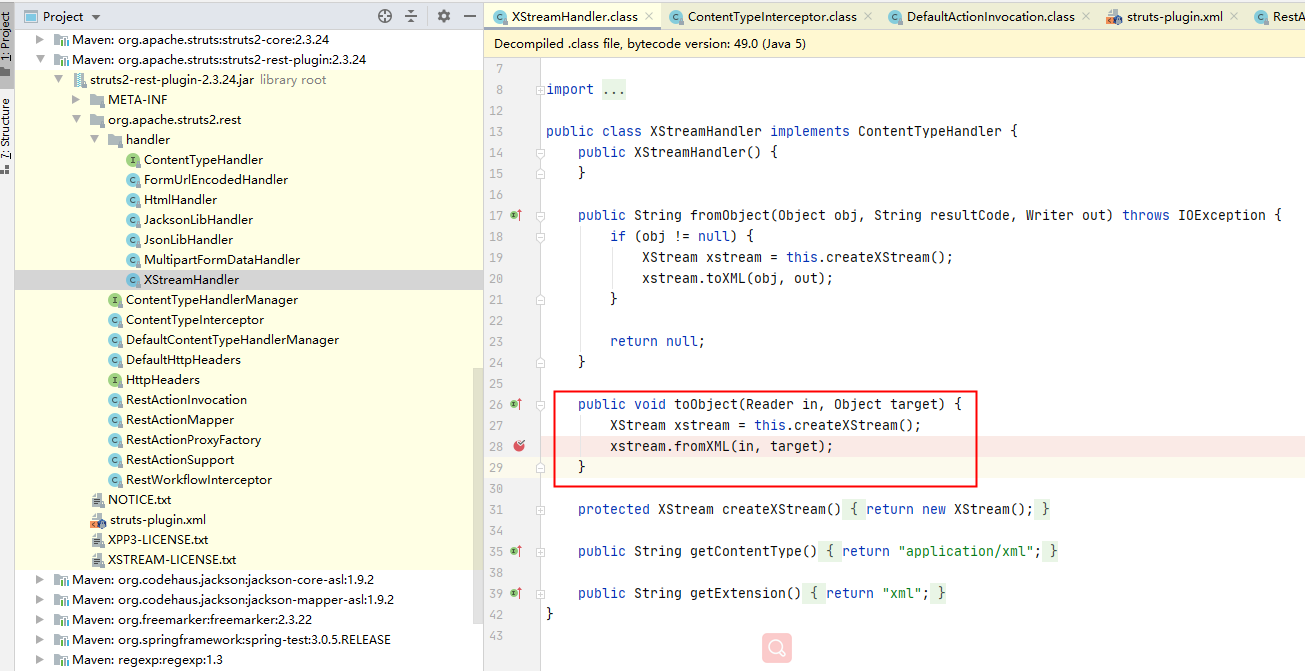 Project
1: Project
7: Structure
Maven: org.apache.struts:struts2-core:2.3.24
Maven: org.apache.struts:struts2-rest-plugin:2.3.24
struts2-rest-plugin-2.3.24.jar library root
META-INF
org.apache.struts2.rest
handler
ContentTypeHandler
FormUrlEncodedHandler
HtmlHandler
JacksonLibHandler
JsonLibHandler
MultipartFormDataHandler
XStreamHandler
ContentTypeHandlerManager
ContentTypeInterceptor
DefaultContentTypeHandlerManager
DefaultHttpHeaders
HttpHeaders
RestActionInvocation
RestActionMapper
RestActionProxyFactory
RestActionSupport
RestWorkflowInterceptor
NOTICE.txt
struts-plugin.xml
XPP3-LICENSE.txt
XSTREAM-LICENSE.txt
Maven: org.codehaus.jackson:jackson-core-asl:1.9.2
Maven: org.codehaus.jackson:jackson-mapper-asl:1.9.2
Maven: org.freemarker:freemarker:2.3.22
Maven: org.springframework:spring-test:3.0.5.RELEASE
Maven: regexp:regexp:1.3
XStreamHandler.class ContentTypeInterceptor.class DefaultActionInvocation.class struts-plugin.xml RestA
Decompiled .class file, bytecode version: 49.0 (Java 5)
7
8 import ...
12
13 public class XStreamHandler implements ContentTypeHandler {
14 public XStreamHandler() {
15 }
16
17 public String fromObject(Object obj, String resultCode, Writer out) throws IOException {
18 if (obj != null) {
19 XStream xstream = this.createXStream();
20 xstream.toXML(obj, out);
21 }
22
23 return null;
24 }
25
26 public void toObject(Reader in, Object target) {
27 XStream xstream = this.createXStream();
28 xstream.fromXML(in, target);
29 }
30
31 protected XStream createXStream() { return new XStream(); }
34
35 public String getContentType() { return "application/xml"; }
38
39 public String getExtension() { return "xml"; }
42 }
43